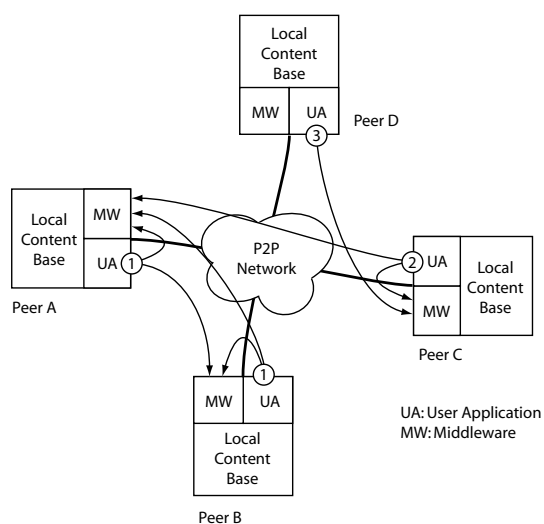 Local
Content
Base
MW
UA
3
Peer D
Local
Content
Base
MW
UA
1
Peer A
P2P
Network
2
UA
MW
Local
Content
Base
Peer C
1
MW
UA
Local
Content
Base
Peer B
UA: User Application
MW: Middleware